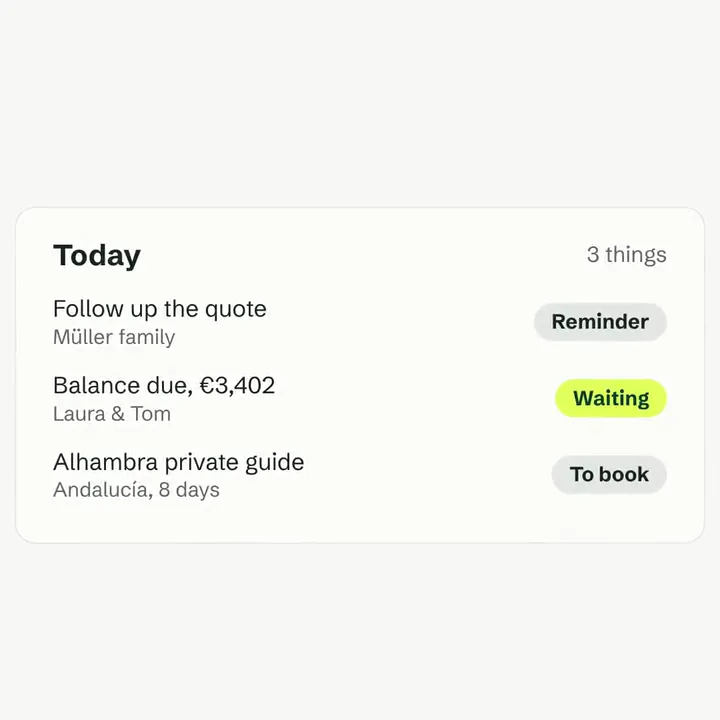 Today
3 things
Follow up the quote
Müller family
Reminder
Balance due, €3,402
Laura & Tom
Waiting
Alhambra private guide
Andalucía, 8 days
To book